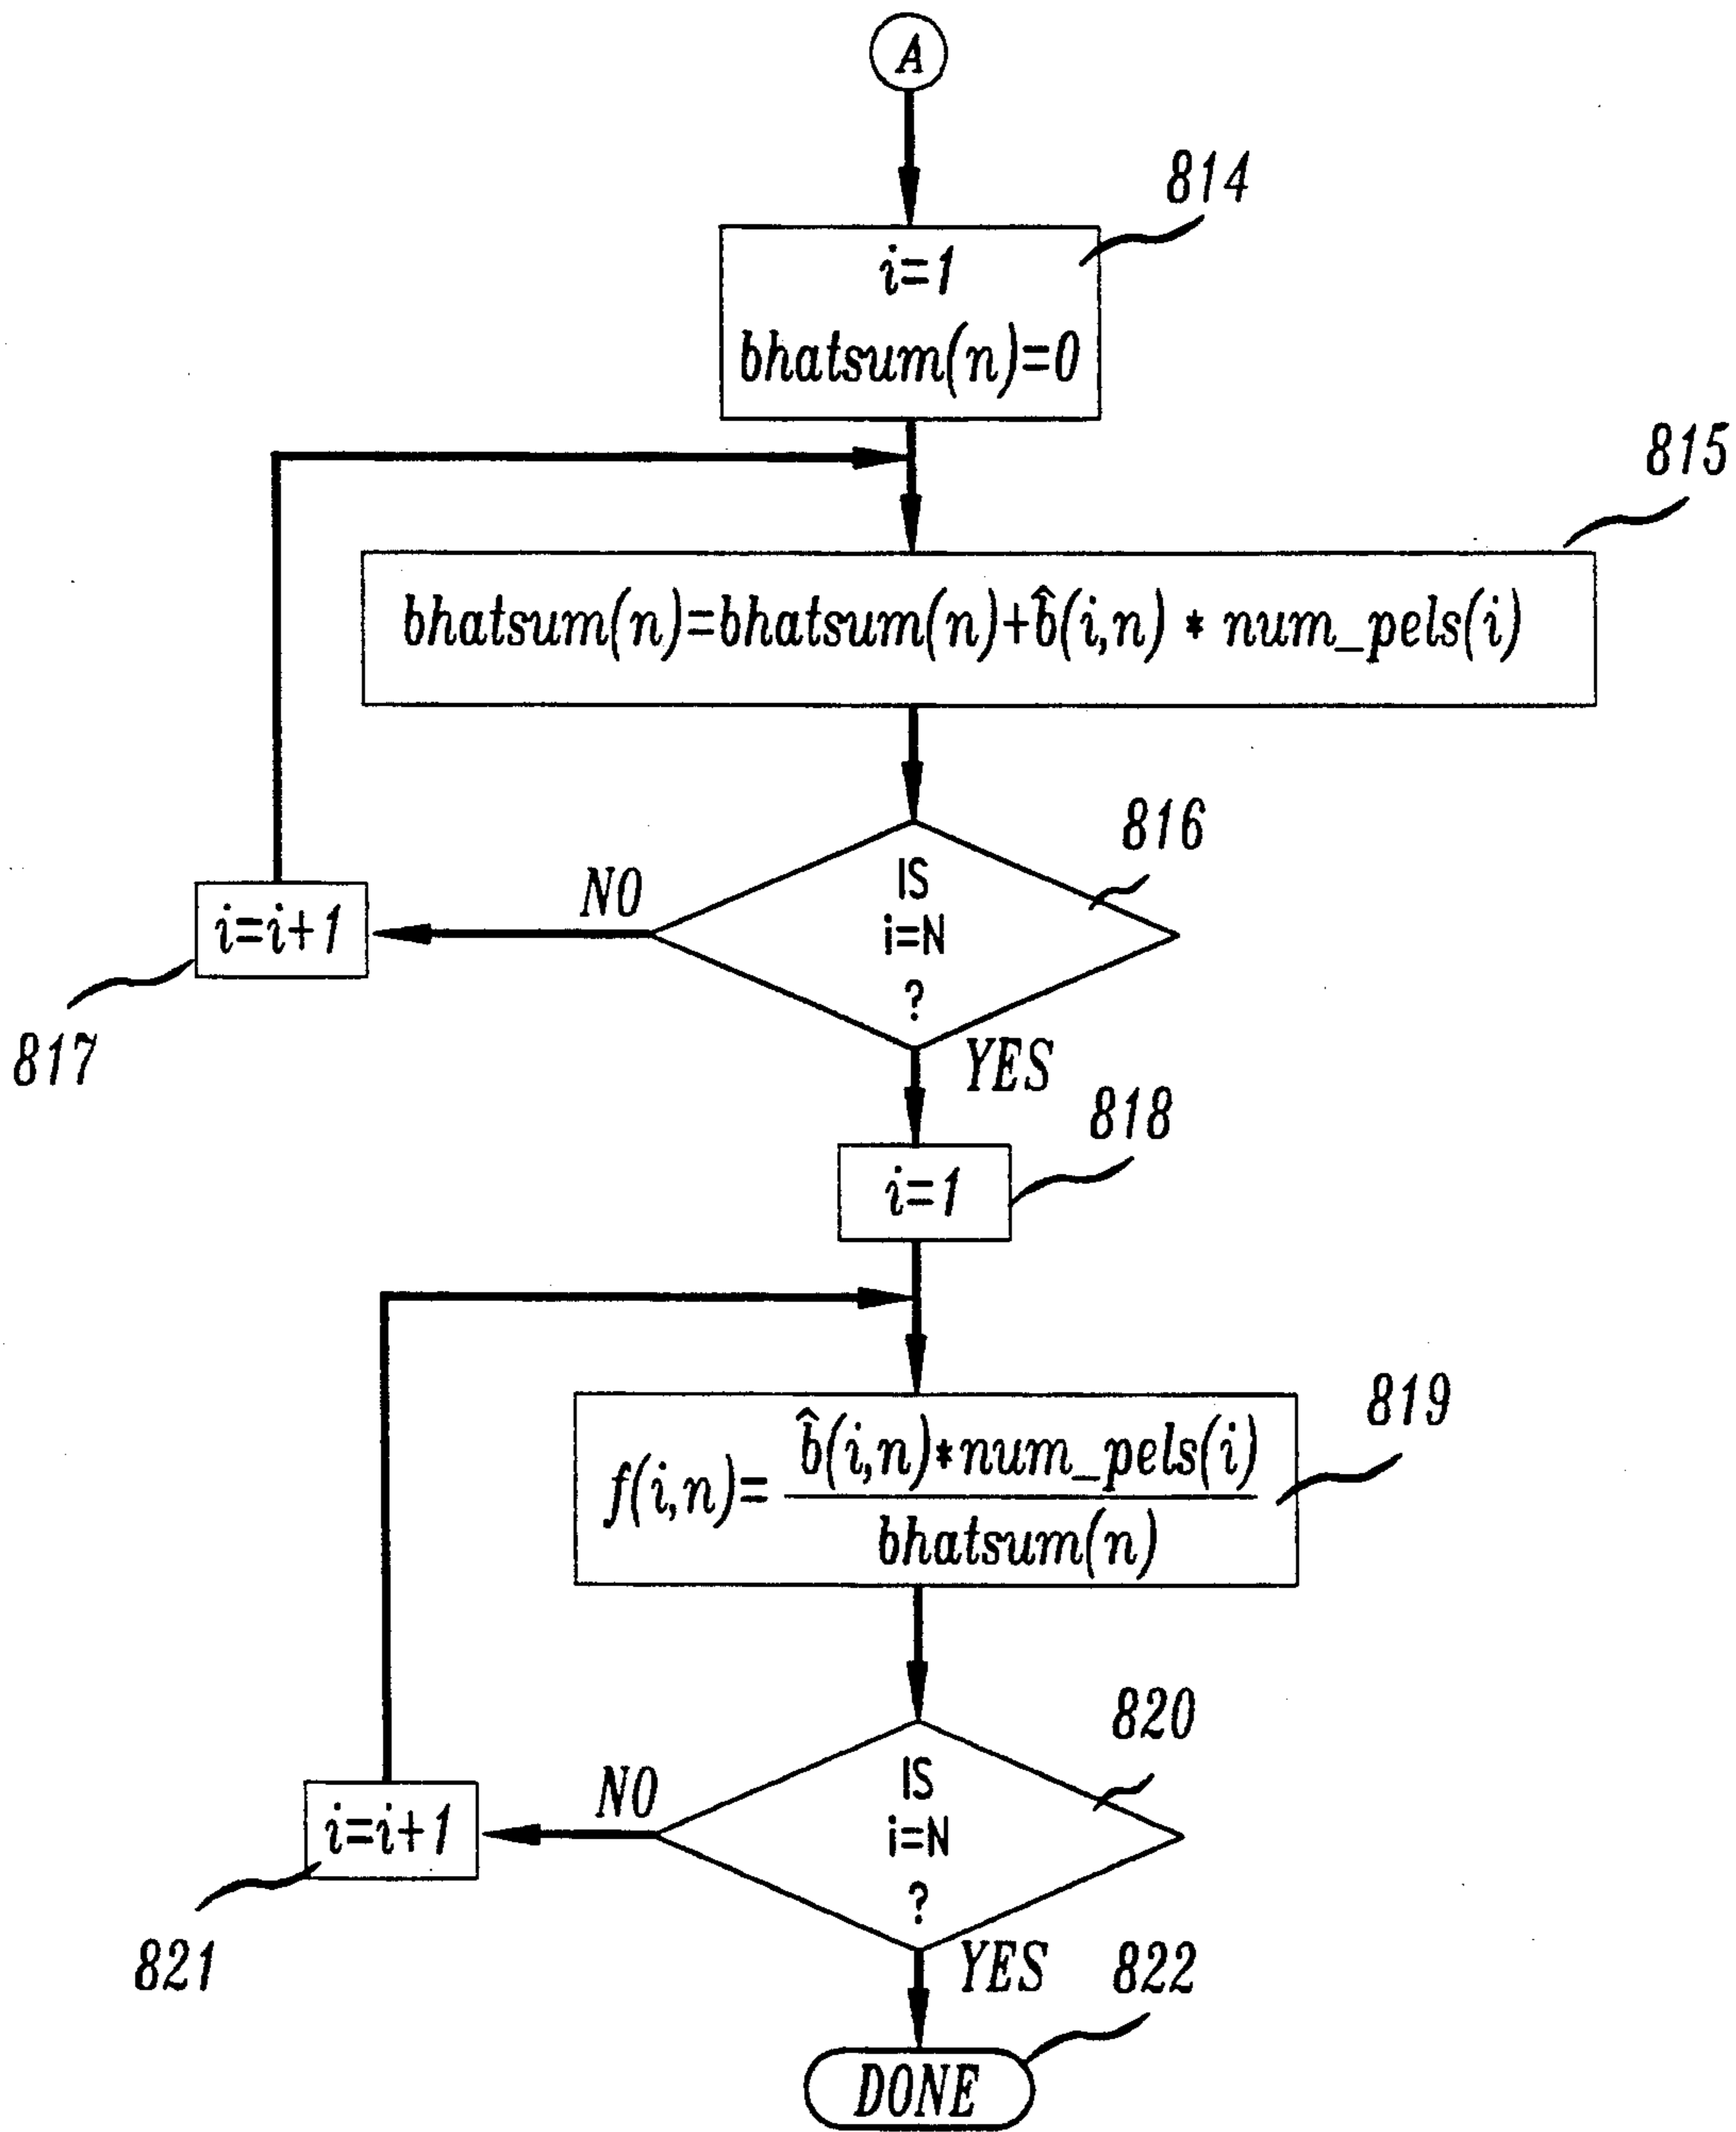 A
814
i=1
bhatsum(n)=0
815
bhatsum(n)=bhatsum(n)+b̂(i,n) * num_pels(i)
816
IS
i=N
?
NO
i=i+1
817
YES
818
i=1
819
f(i,n)= b̂(i,n)*num_pels(i)
bhatsum(n)
820
IS
i=N
?
NO
i=i+1
821
YES
822
DONE